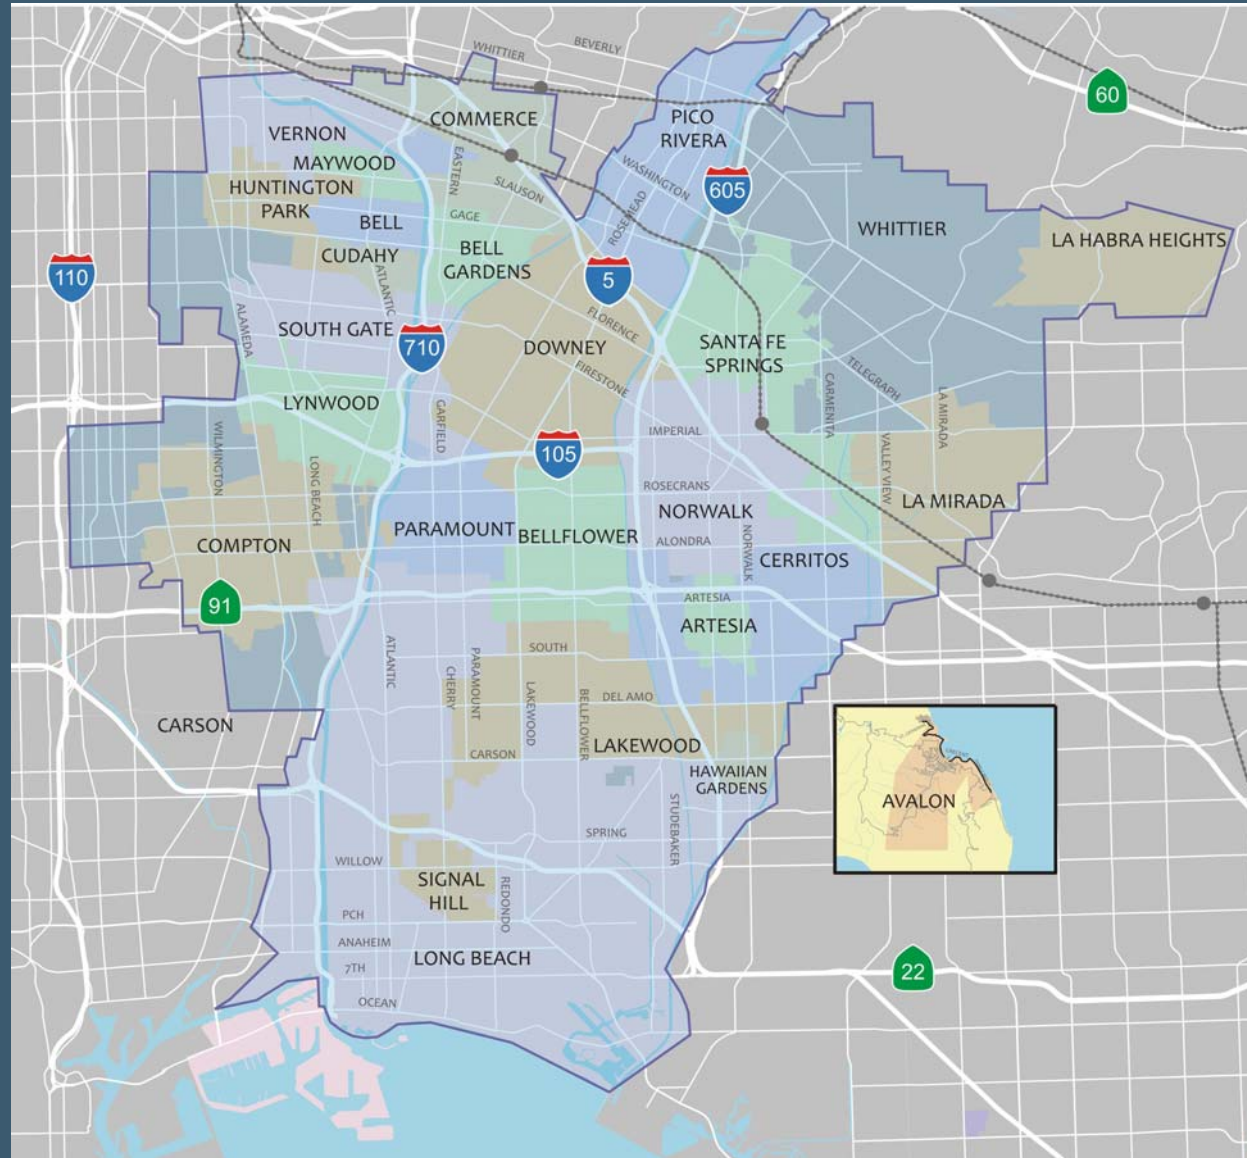 BEVERLY
WHITTIER
60
COMMERCE
PICO
RIVERA
VERNON
MAYWOOD
EASTERN
WASHINGTON
SLAUSON
605
HUNTINGTON
PARK
BELL
GAGE
ROSEMEAD
WHITTIER
LA HABRA HEIGHTS
CUDAHY
BELL
GARDENS
110
5
ATLANTIC
ALAMEDA
SOUTH GATE
710
FLORENCE
DOWNEY
SANTA FE
SPRINGS
FIRESTONE
TELEGRAPH
CARMENITA
LA MIRADA
LYNWOOD
GARFIELD
IMPERIAL
WILMINGTON
105
LONG BEACH
VALLEY VIEW
ROSECRANS
LA MIRADA
NORWALK
PARAMOUNT
BELLFLOWER
COMPTON
ALONDRA
NORWALK
CERRITOS
91
ARTESIA
ARTESIA
ATLANTIC
SOUTH
CHERRY
PARAMOUNT
LAKEWOOD
BELLFLOWER
DEL AMO
CARSON
CARSON
LAKEWOOD
HAWAIIAN
GARDENS
AVALON
STUDEBAKER
SPRING
WILLOW
SIGNAL
HILL
REDONDO
PCH
ANAHEIM
LONG BEACH
7TH
22
OCEAN